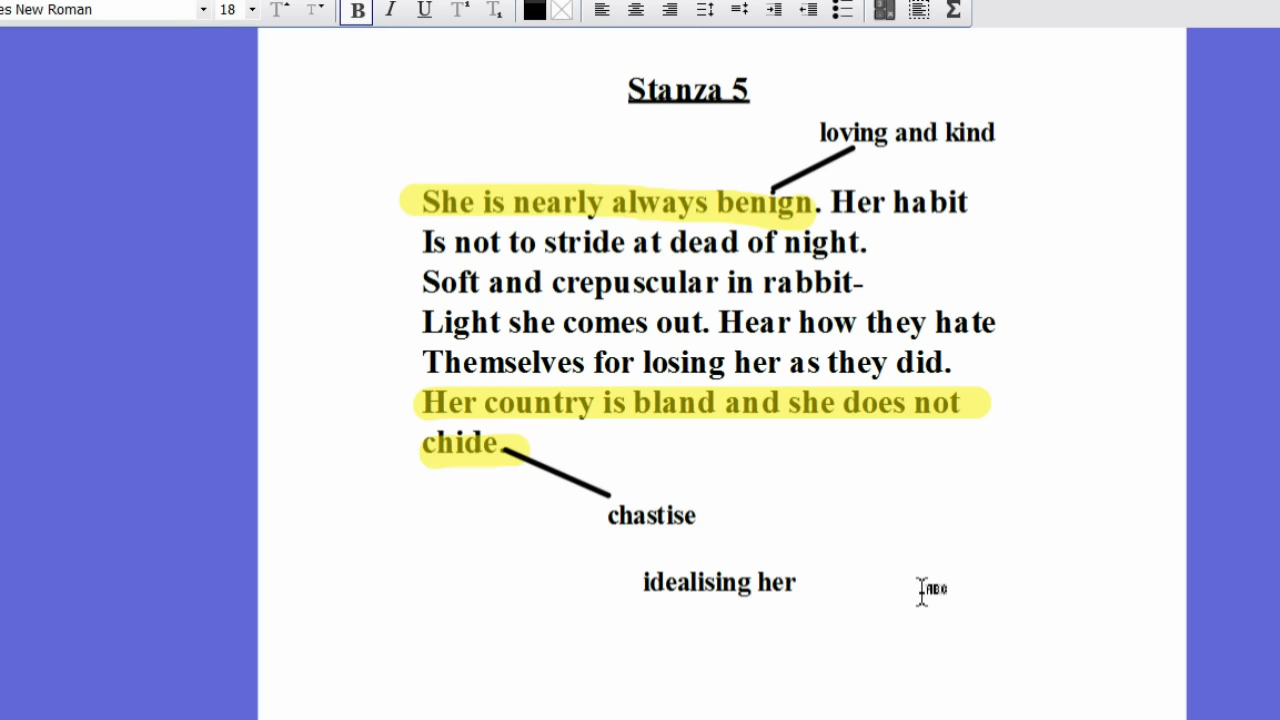 es New Roman 18 B I U T T Σ
Stanza 5
loving and kind
She is nearly always benign. Her habit
Is not to stride at dead of night.
Soft and crepuscular in rabbit-
Light she comes out. Hear how they hate
Themselves for losing her as they did.
Her country is bland and she does not
chide.
chastise
idealising her
ABC